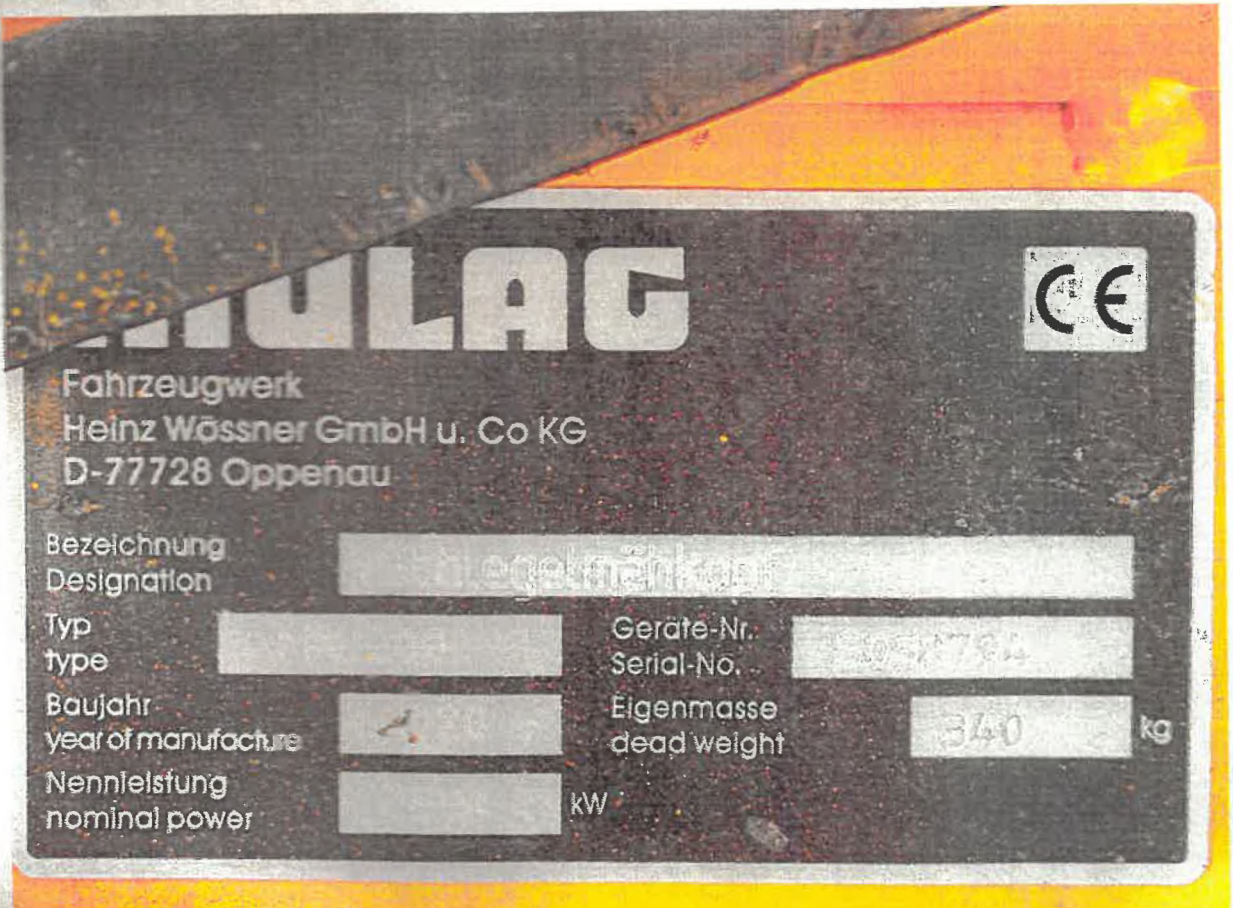 MULAG
CE
Fahrzeugwerk
Heinz Wössner GmbH u. Co KG
D-77728 Oppenau
Bezeichnung
Designation
Typ
type
Geräte-Nr.
Serial-No.
Baujahr
year of manufacture
Eigenmasse
dead weight
340 kg
Nennleistung
nominal power
kW